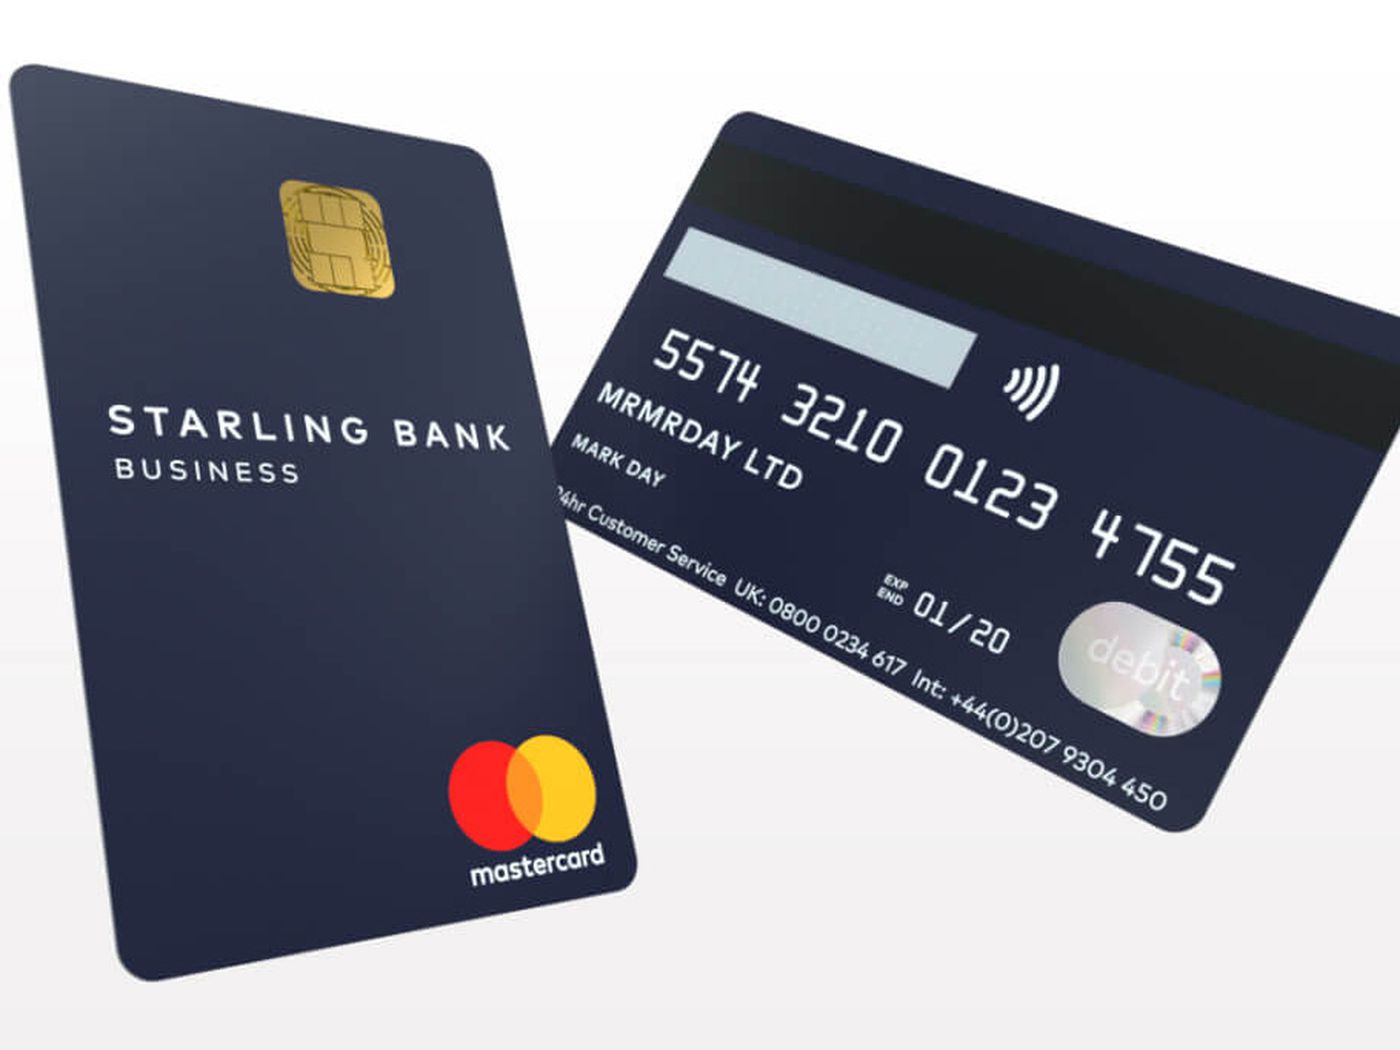 STARLING BANK
BUSINESS
mastercard
5574 3210 0123 4755
MRMRDAY LTD
MARK DAY
EXP
END 01/20
debit
24hr Customer Service UK: 0800 0234 617 Int: +44(0)207 9304 450